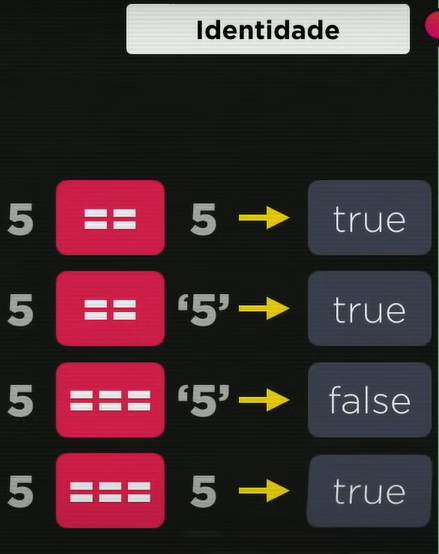 Identidade
5 == 5 → true
5 == ‘5’ → true
5 === ‘5’ → false
5 === 5 → true